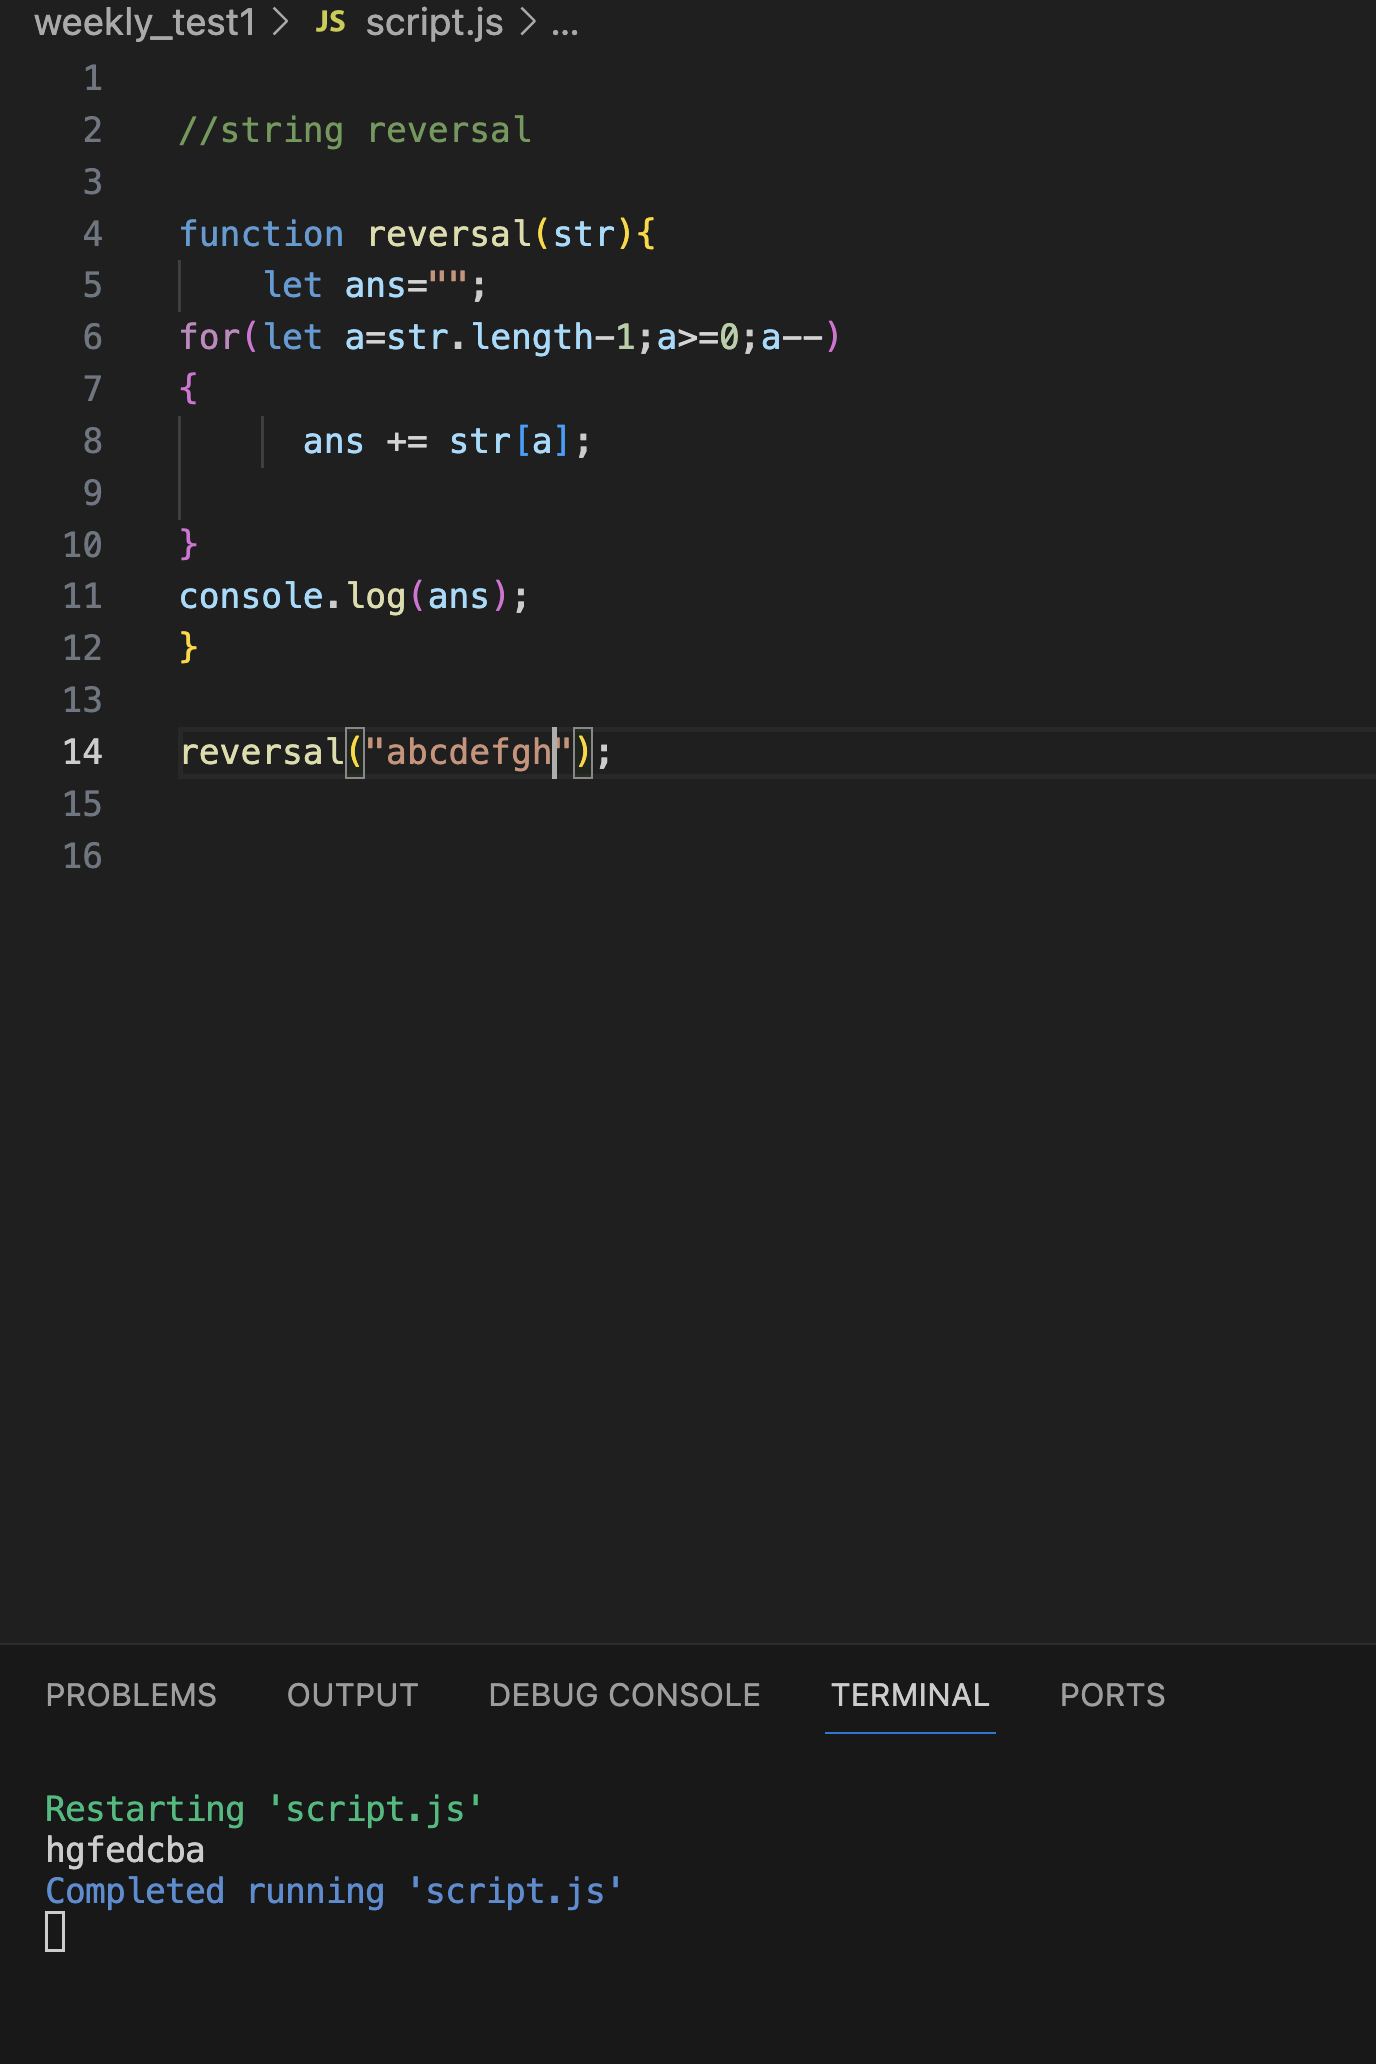 weekly_test1 > JS script.js > ...
1
2 //string reversal
3
4 function reversal(str){
5     let ans="";
6 for(let a=str.length-1;a>=0;a--)
7 {
8       ans += str[a];
9
10 }
11 console.log(ans);
12 }
13
14 reversal("abcdefgh");
15
16
PROBLEMS OUTPUT DEBUG CONSOLE TERMINAL PORTS
Restarting 'script.js'
hgfedcba
Completed running 'script.js'